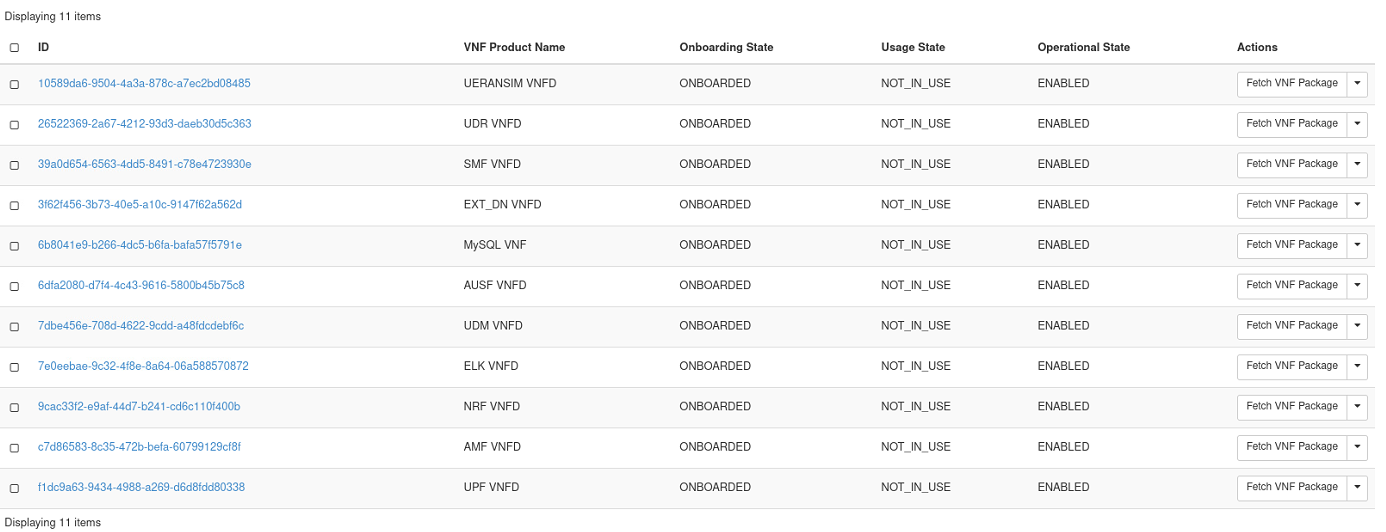 Displaying 11 items
ID VNF Product Name Onboarding State Usage State Operational State Actions
10589da6-9504-4a3a-878c-a7ec2bd08485 UERANSIM VNFD ONBOARDED NOT_IN_USE ENABLED Fetch VNF Package
26522369-2a67-4212-93d3-daeb30d5c363 UDR VNFD ONBOARDED NOT_IN_USE ENABLED Fetch VNF Package
39a0d654-6563-4dd5-8491-c78e4723930e SMF VNFD ONBOARDED NOT_IN_USE ENABLED Fetch VNF Package
3f62f456-3b73-40e5-a10c-9147f62a562d EXT_DN VNFD ONBOARDED NOT_IN_USE ENABLED Fetch VNF Package
6b8041e9-b266-4dc5-b6fa-bafa57f5791e MySQL VNF ONBOARDED NOT_IN_USE ENABLED Fetch VNF Package
6dfa2080-d7f4-4c43-9616-5800b45b75c8 AUSF VNFD ONBOARDED NOT_IN_USE ENABLED Fetch VNF Package
7dbe456e-708d-4622-9cdd-a48fdcdebf6c UDM VNFD ONBOARDED NOT_IN_USE ENABLED Fetch VNF Package
7e0eebae-9c32-4f8e-8a64-06a588570872 ELK VNFD ONBOARDED NOT_IN_USE ENABLED Fetch VNF Package
9cac33f2-e9af-44d7-b241-cd6c110f400b NRF VNFD ONBOARDED NOT_IN_USE ENABLED Fetch VNF Package
c7d86583-8c35-472b-befa-60799129cf8f AMF VNFD ONBOARDED NOT_IN_USE ENABLED Fetch VNF Package
f1dc9a63-9434-4988-a269-d6d8fdd80338 UPF VNFD ONBOARDED NOT_IN_USE ENABLED Fetch VNF Package
Displaying 11 items